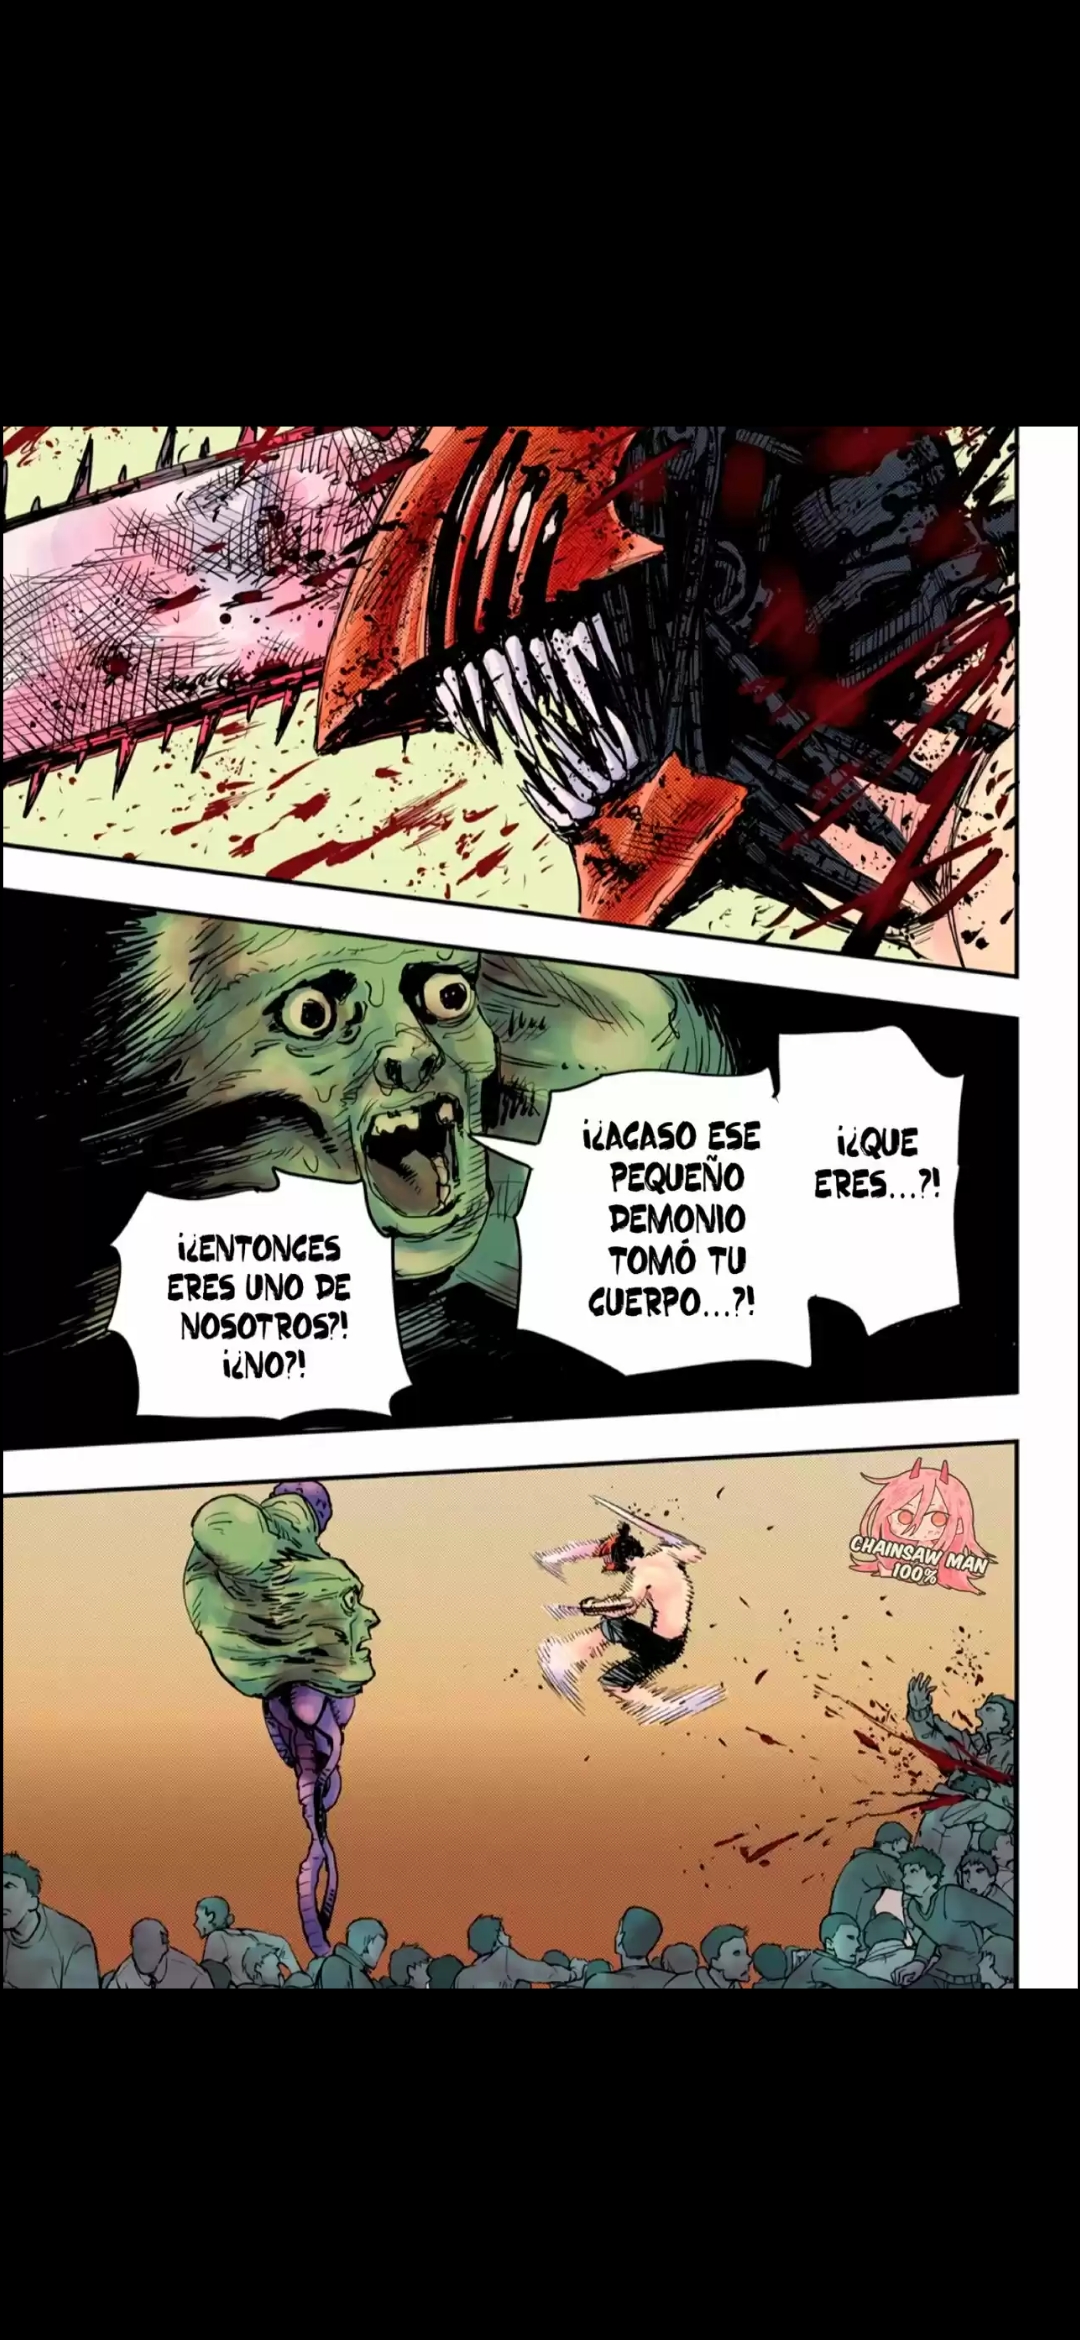 ¡¿QUE
ERES...?!
¡¿ACASO ESE
PEQUEÑO
DEMONIO
TOMÓ TU
CUERPO...?!
¡¿ENTONCES
ERES UNO DE
NOSOTROS?!
¡¿NO?!
CHAINSAW MAN
100%